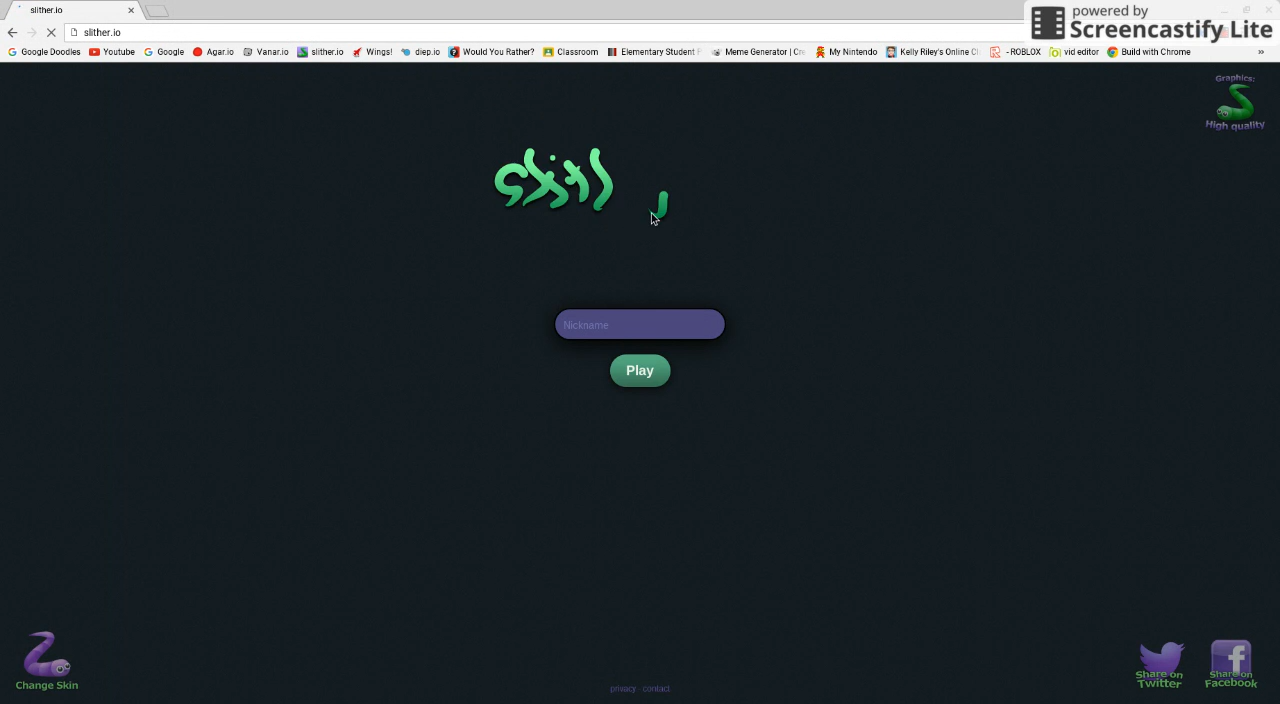 slither.io
powered by
Screencastify Lite
slither.io
Google Doodles Youtube Google Agar.io Vanar.io slither.io Wings! diep.io Would You Rather? Classroom Elementary Student Meme Generator | Cre My Nintendo Kelly Riley's Online Cl - ROBLOX vid editor Build with Chrome »
Graphics:
High quality
Nickname
Play
Change Skin
privacy contact
Share on
Twitter
Share on
Facebook